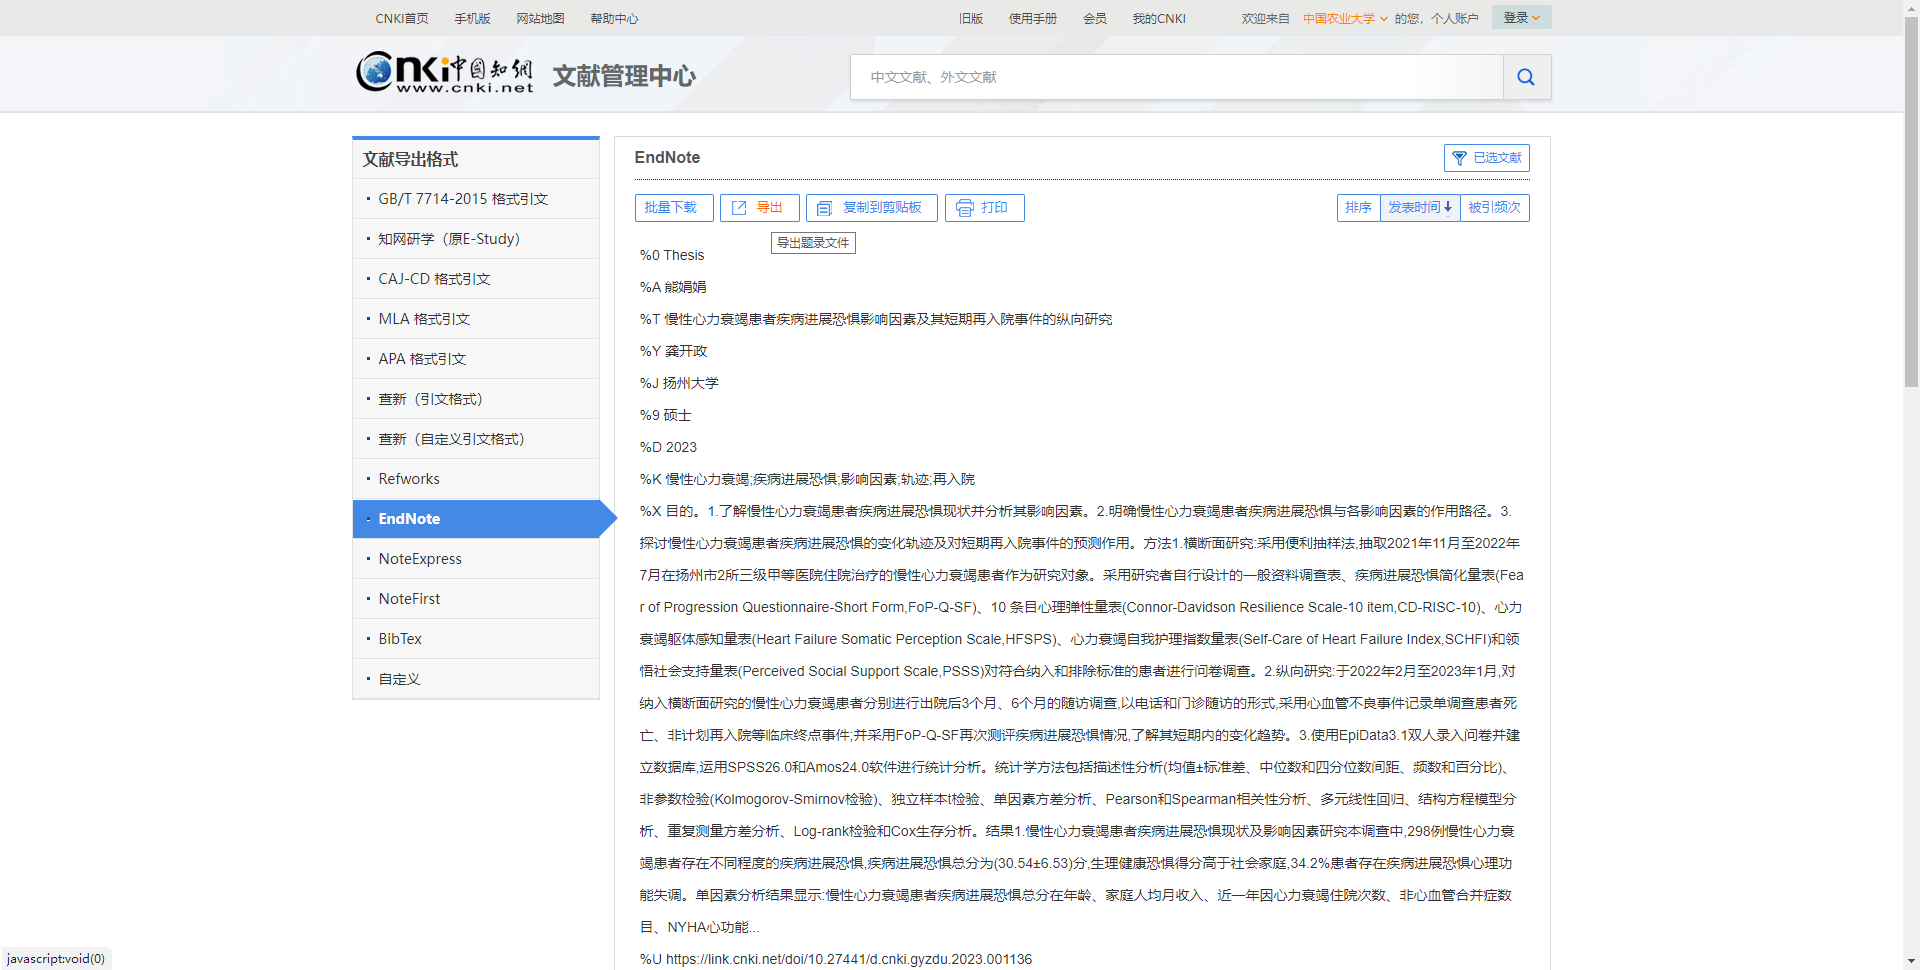 CNKI首页 手机版 网站地图 帮助中心 旧版 使用手册 会员 我的CNKI 欢迎来自 中国农业大学 的您，个人账户 登录
Cnki中国知网 www.cnki.net 文献管理中心 中文文献、外文文献
文献导出格式
GB/T 7714-2015 格式引文
知网研学（原E-Study）
CAJ-CD 格式引文
MLA 格式引文
APA 格式引文
查新（引文格式）
查新（自定义引文格式）
Refworks
EndNote
NoteExpress
NoteFirst
BibTex
自定义
EndNote 已选文献
批量下载 导出 复制到剪贴板 打印 排序 发表时间 被引频次
导出题录文件
%0 Thesis
%A 熊娟娟
%T 慢性心力衰竭患者疾病进展恐惧影响因素及其短期再入院事件的纵向研究
%Y 龚开政
%J 扬州大学
%9 硕士
%D 2023
%K 慢性心力衰竭;疾病进展恐惧;影响因素;轨迹;再入院
%X 目的。1.了解慢性心力衰竭患者疾病进展恐惧现状并分析其影响因素。2.明确慢性心力衰竭患者疾病进展恐惧与各影响因素的作用路径。3.
探讨慢性心力衰竭患者疾病进展恐惧的变化轨迹及对短期再入院事件的预测作用。方法1.横断面研究:采用便利抽样法,抽取2021年11月至2022年
7月在扬州市2所三级甲等医院住院治疗的慢性心力衰竭患者作为研究对象。采用研究者自行设计的一般资料调查表、疾病进展恐惧简化量表(Fea
r of Progression Questionnaire-Short Form,FoP-Q-SF)、10 条目心理弹性量表(Connor-Davidson Resilience Scale-10 item,CD-RISC-10)、心力
衰竭躯体感知量表(Heart Failure Somatic Perception Scale,HFSPS)、心力衰竭自我护理指数量表(Self-Care of Heart Failure Index,SCHFI)和领
悟社会支持量表(Perceived Social Support Scale,PSSS)对符合纳入和排除标准的患者进行问卷调查。2.纵向研究:于2022年2月至2023年1月,对
纳入横断面研究的慢性心力衰竭患者分别进行出院后3个月、6个月的随访调查,以电话和门诊随访的形式,采用心血管不良事件记录单调查患者死
亡、非计划再入院等临床终点事件;并采用FoP-Q-SF再次测评疾病进展恐惧情况,了解其短期内的变化趋势。3.使用EpiData3.1双人录入问卷并建
立数据库,运用SPSS26.0和Amos24.0软件进行统计分析。统计学方法包括描述性分析(均值±标准差、中位数和四分位数间距、频数和百分比)、
非参数检验(Kolmogorov-Smirnov检验)、独立样本t检验、单因素方差分析、Pearson和Spearman相关性分析、多元线性回归、结构方程模型分
析、重复测量方差分析、Log-rank检验和Cox生存分析。结果1.慢性心力衰竭患者疾病进展恐惧现状及影响因素研究本调查中,298例慢性心力衰
竭患者存在不同程度的疾病进展恐惧,疾病进展恐惧总分为(30.54±6.53)分,生理健康恐惧得分高于社会家庭,34.2%患者存在疾病进展恐惧心理功
能失调。单因素分析结果显示:慢性心力衰竭患者疾病进展恐惧总分在年龄、家庭人均月收入、近一年因心力衰竭住院次数、非心血管合并症数
目、NYHA心功能...
%U https://link.cnki.net/doi/10.27441/d.cnki.gyzdu.2023.001136
javascript:void(0)